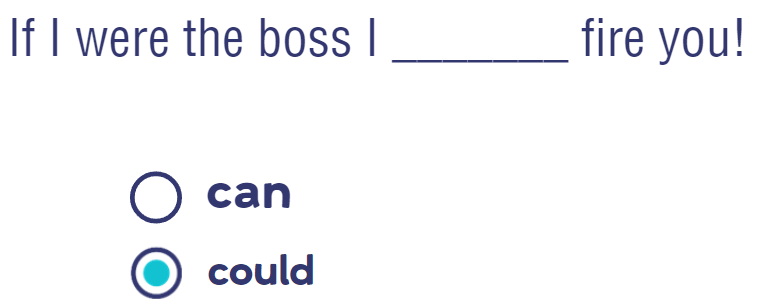 If I were the boss I _______ fire you!
can
could